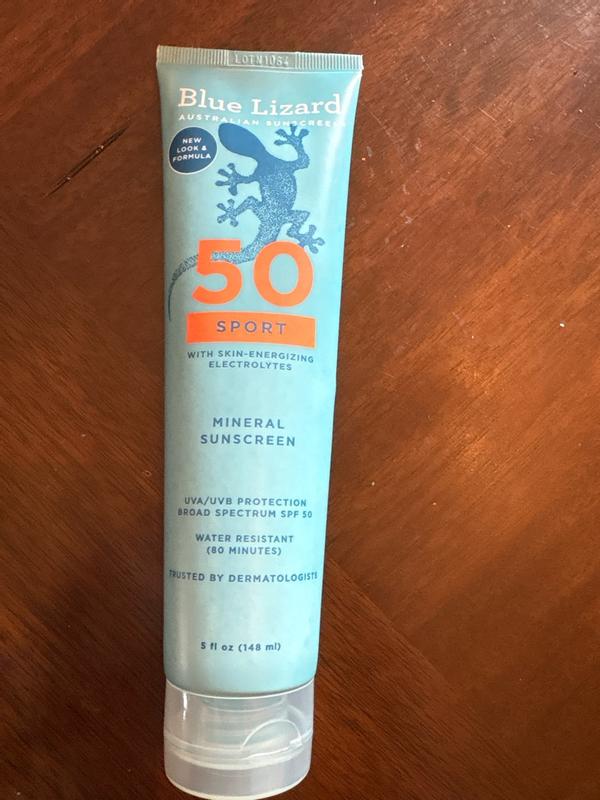 LOTN1064
Blue Lizard
AUSTRALIAN SUNSCREEN
NEW
LOOK &
FORMULA
50
SPORT
WITH SKIN-ENERGIZING
ELECTROLYTES
MINERAL
SUNSCREEN
UVA/UVB PROTECTION
BROAD SPECTRUM SPF 50
WATER RESISTANT
(80 MINUTES)
TRUSTED BY DERMATOLOGISTS
5 fl oz (148 ml)